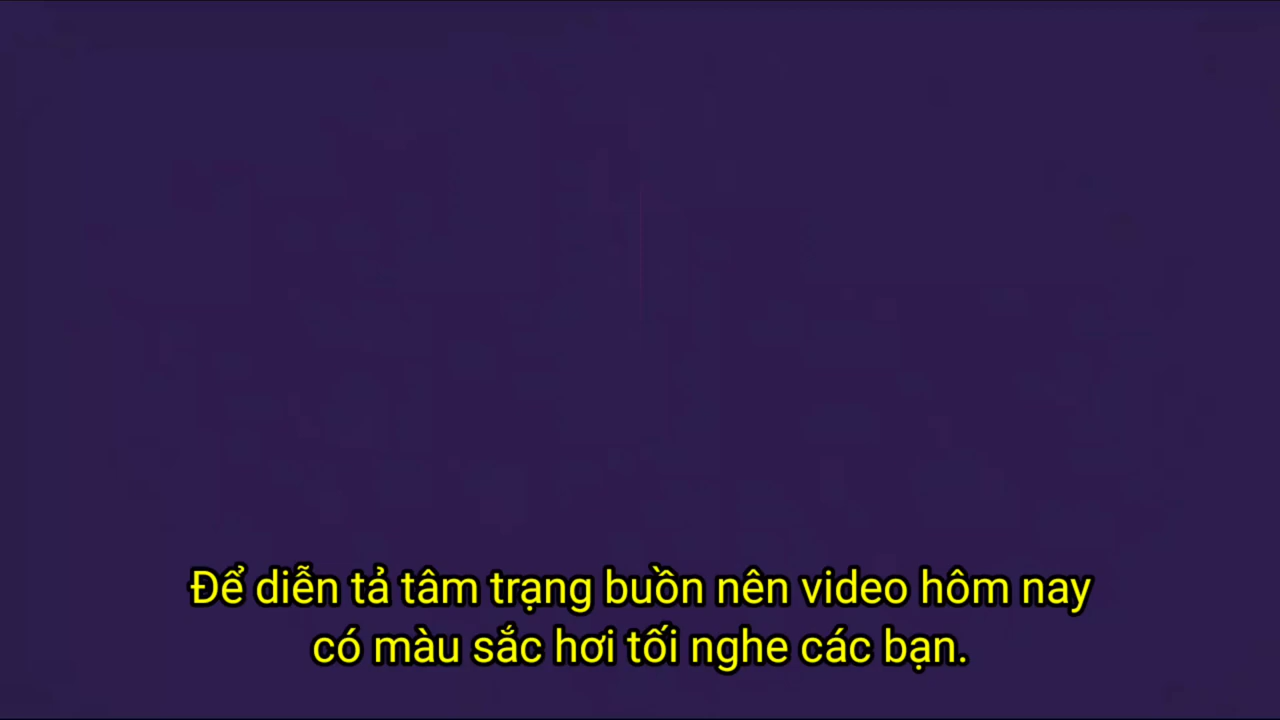 Để diễn tả tâm trạng buồn nên video hôm nay
có màu sắc hơi tối nghe các bạn.